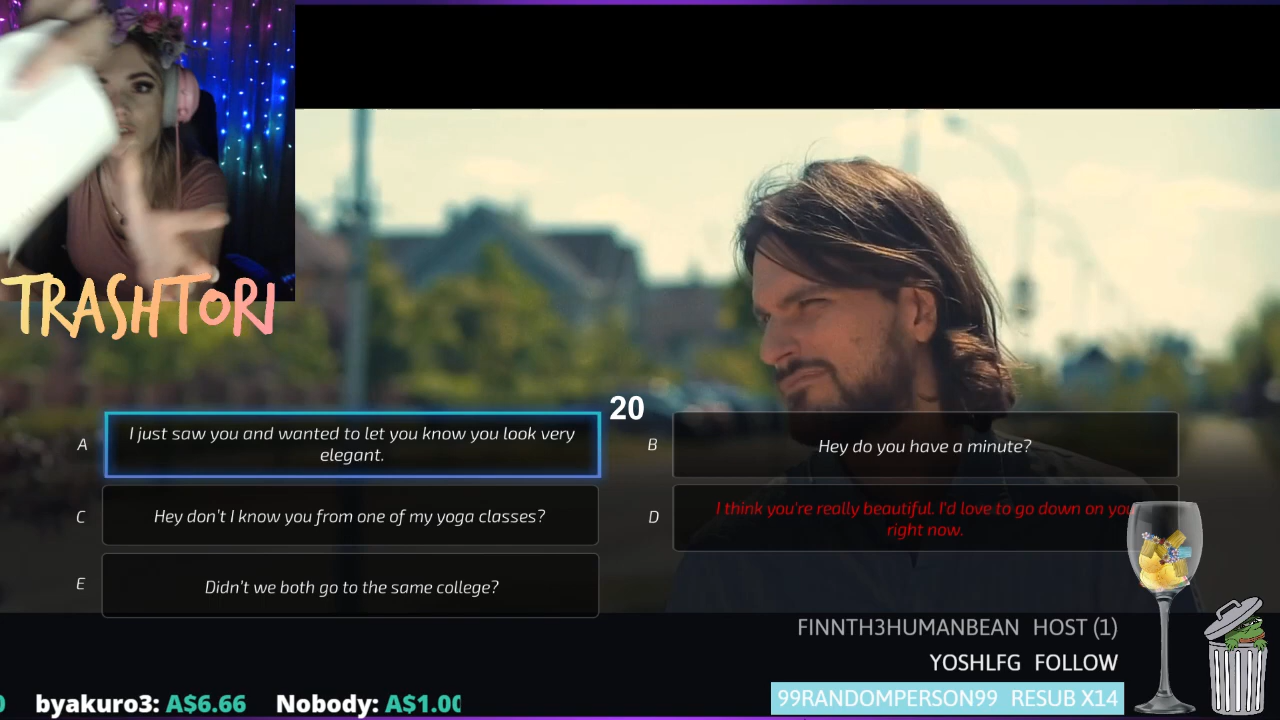 TRASHTORI
20
A
I just saw you and wanted to let you know you look very
elegant.
B
Hey do you have a minute?
C
Hey don't I know you from one of my yoga classes?
D
I think you're really beautiful. I'd love to go down on you
right now.
E
Didn't we both go to the same college?
FINNTH3HUMANBEAN HOST (1)
YOSHLFG FOLLOW
99RANDOMPERSON99 RESUB X14
byakuro3: A$6.66 Nobody: A$1.00